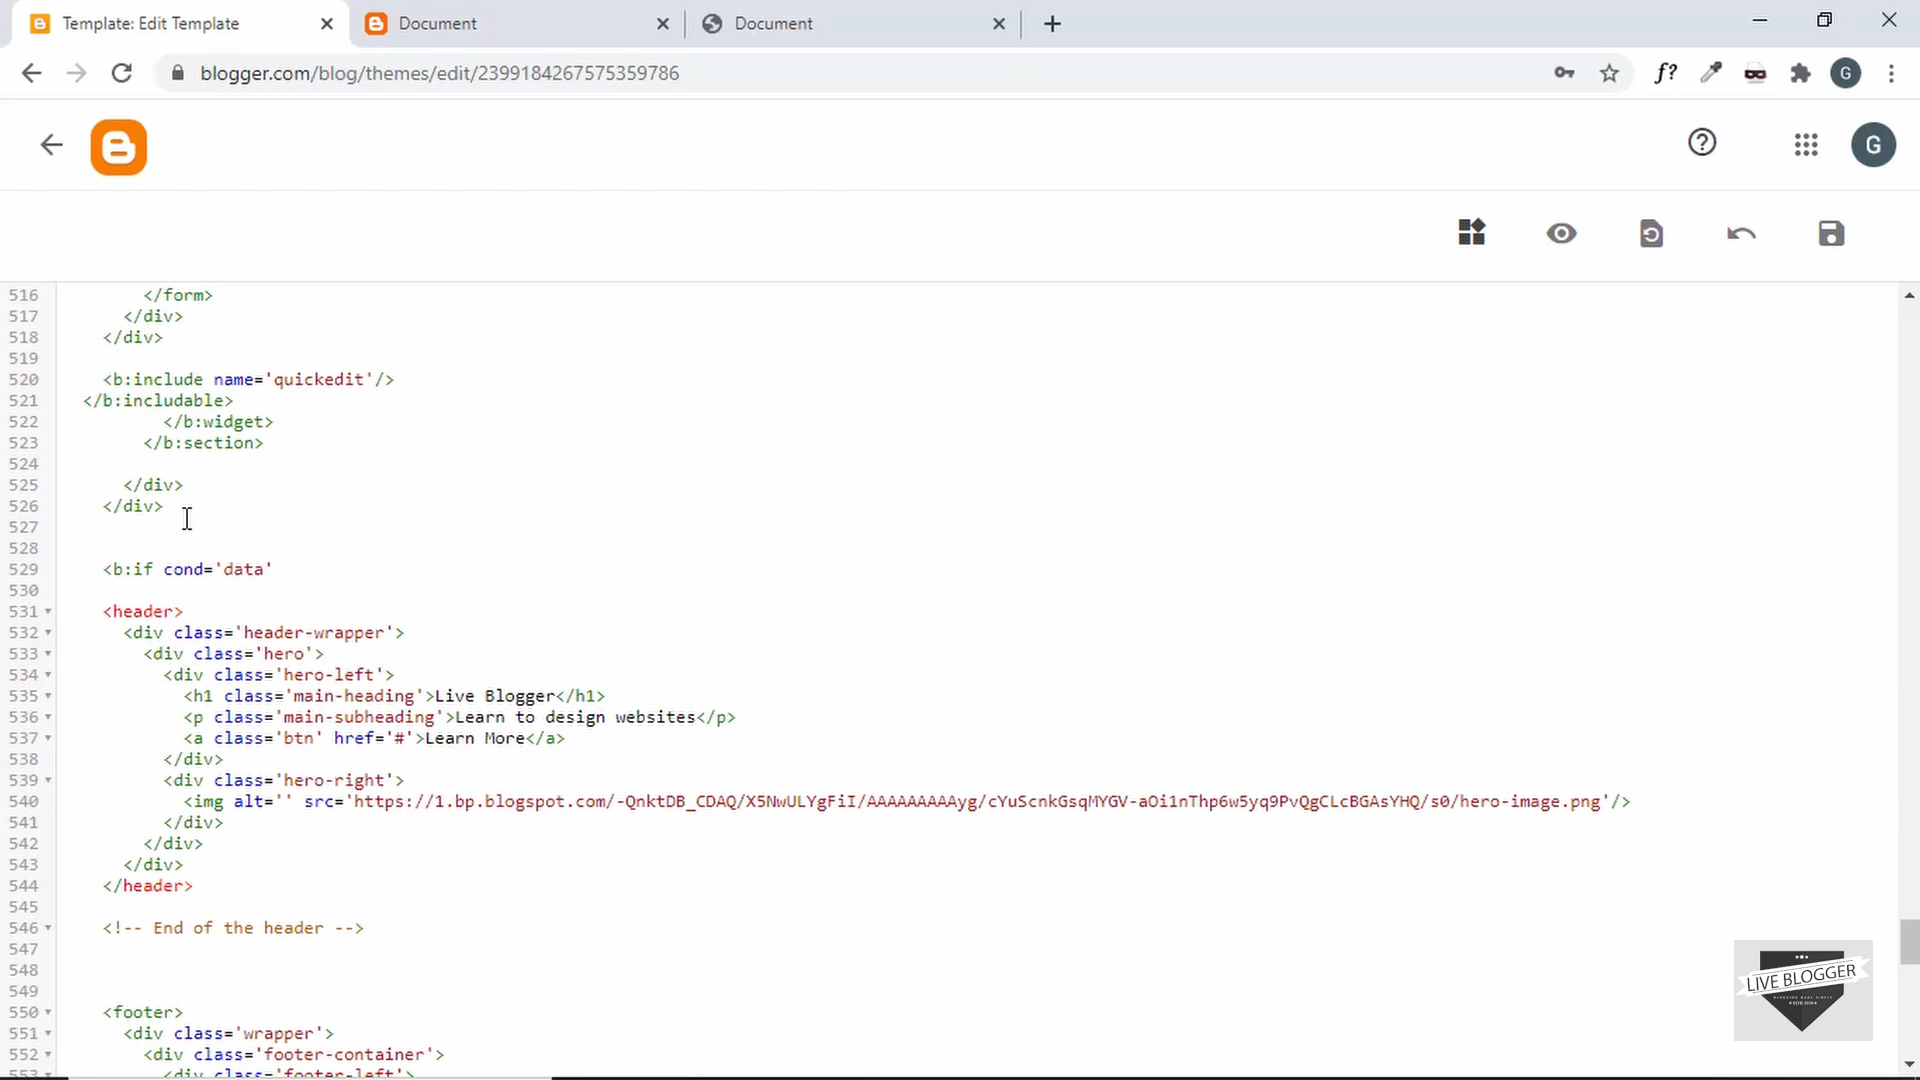 Template: Edit Template
Document
Document
blogger.com/blog/themes/edit/2399184267575359786
f?
G
G
516 </form>
517 </div>
518 </div>
519
520 <b:include name='quickedit'/>
521 </b:includable>
522 </b:widget>
523 </b:section>
524
525 </div>
526 </div>
527
528
529 <b:if cond='data'
530
531 <header>
532 <div class='header-wrapper'>
533 <div class='hero'>
534 <div class='hero-left'>
535 <h1 class='main-heading'>Live Blogger</h1>
536 <p class='main-subheading'>Learn to design websites</p>
537 <a class='btn' href='#'>Learn More</a>
538 </div>
539 <div class='hero-right'>
540 <img alt='' src='https://1.bp.blogspot.com/-QnktDB_CDAQ/X5NwULYgFiI/AAAAAAAAAyg/cYuScnkGsqMYGV-aOi1nThp6w5yq9PvQgCLcBGAsYHQ/s0/hero-image.png'/>
541 </div>
542 </div>
543 </div>
544 </header>
545
546 <!-- End of the header -->
547
548
549
550 <footer>
551 <div class='wrapper'>
552 <div class='footer-container'>
553 <div class='footer-left'>
LIVE BLOGGER